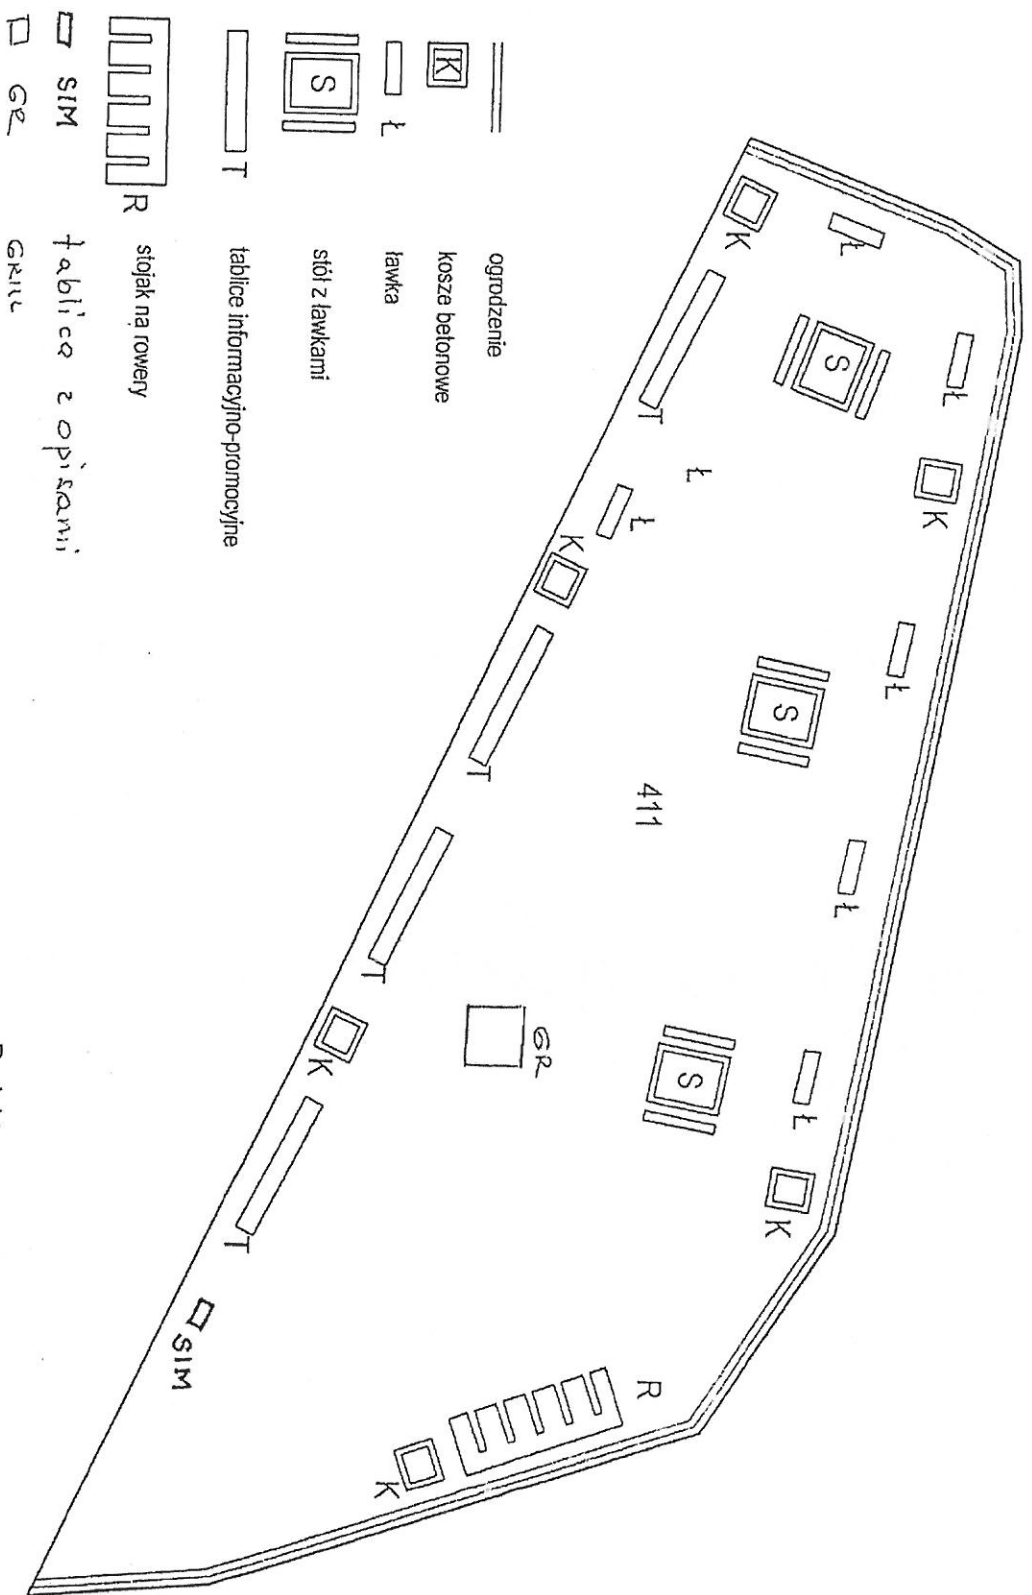 ogrodzenie
K kosze betonowe
Ł ławka
S stół z ławkami
T tablice informacyjno-promocyjne
R stojak na rowery
SIM tablica z opisami
GR GRILL
K
Ł
Ł
S
K
T
Ł
Ł
K
Ł
S
T
411
Ł
T
GR
S
Ł
K
K
T
SIM
R
K